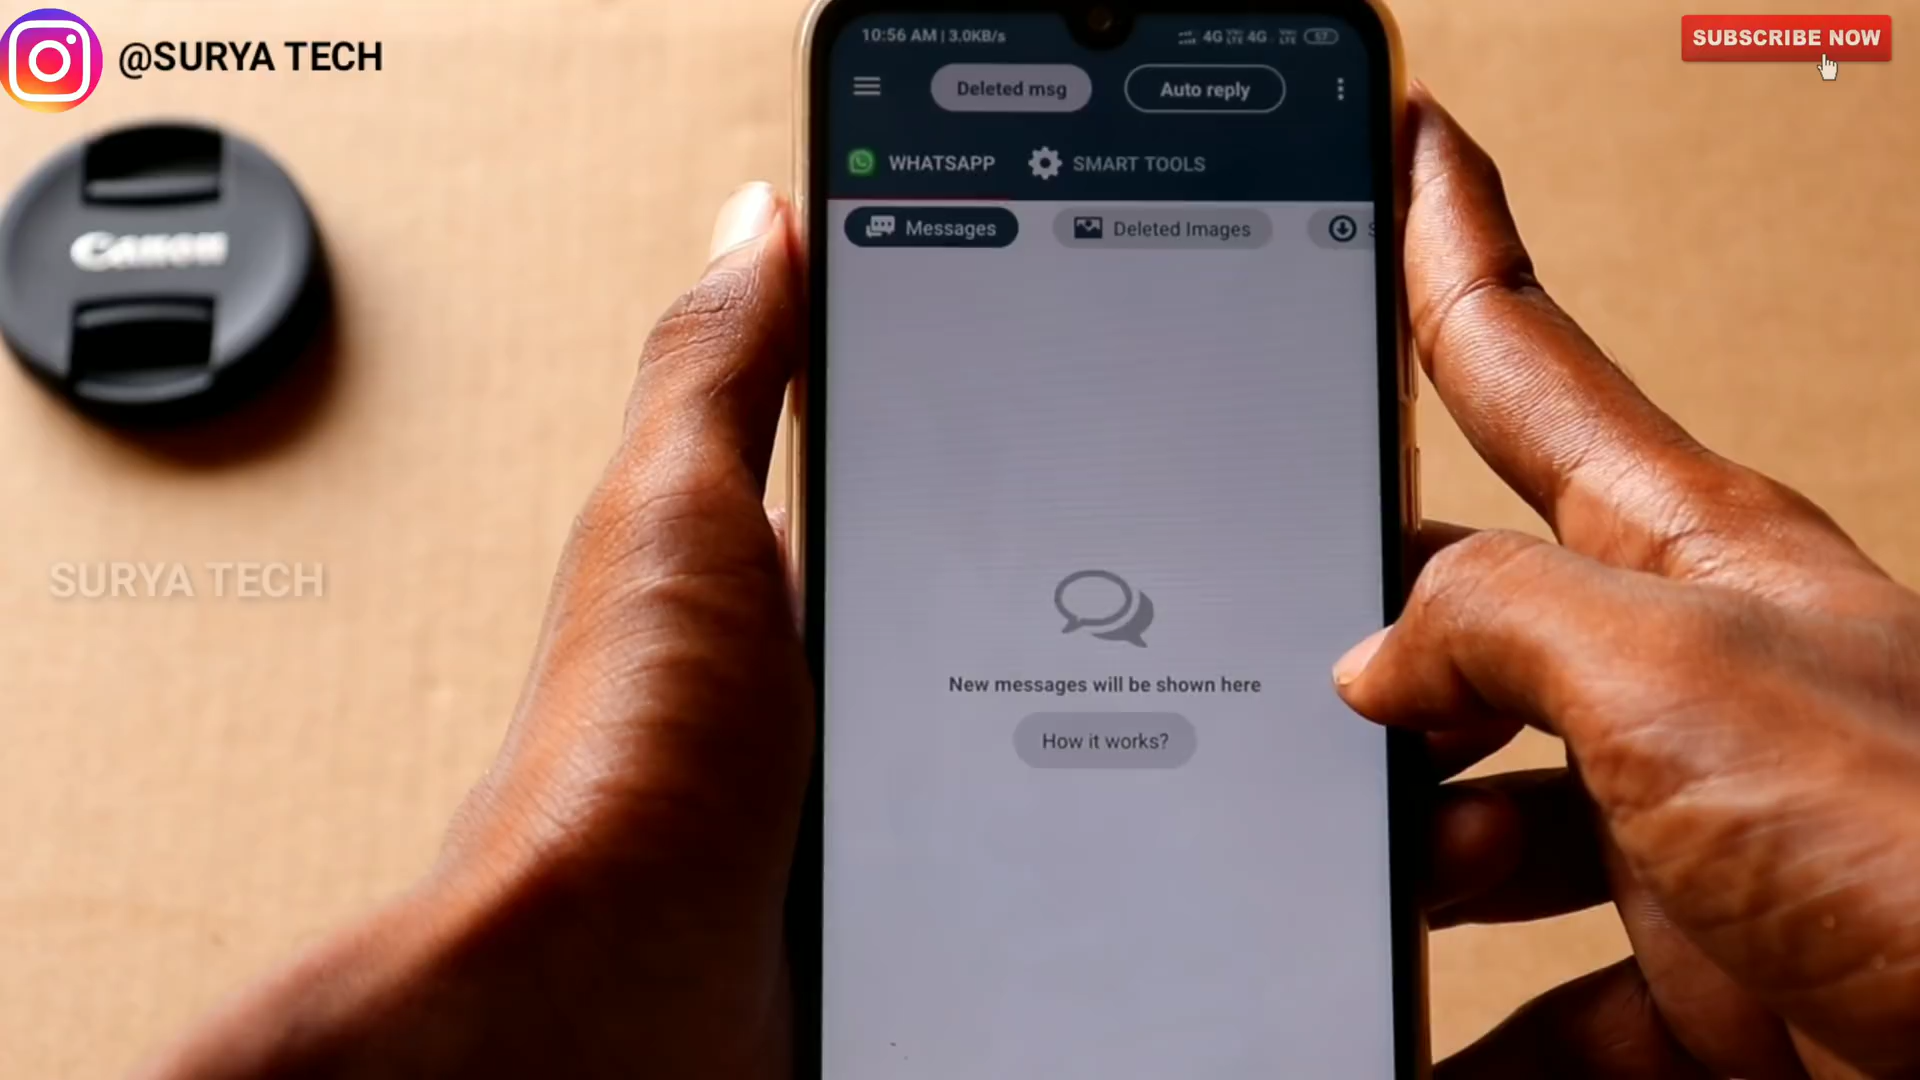 @SURYA TECH
SUBSCRIBE NOW
10:56 AM | 3.0KB/s
4G 4G 57
Deleted msg
Auto reply
WHATSAPP
SMART TOOLS
Messages
Deleted Images
Canon
SURYA TECH
New messages will be shown here
How it works?